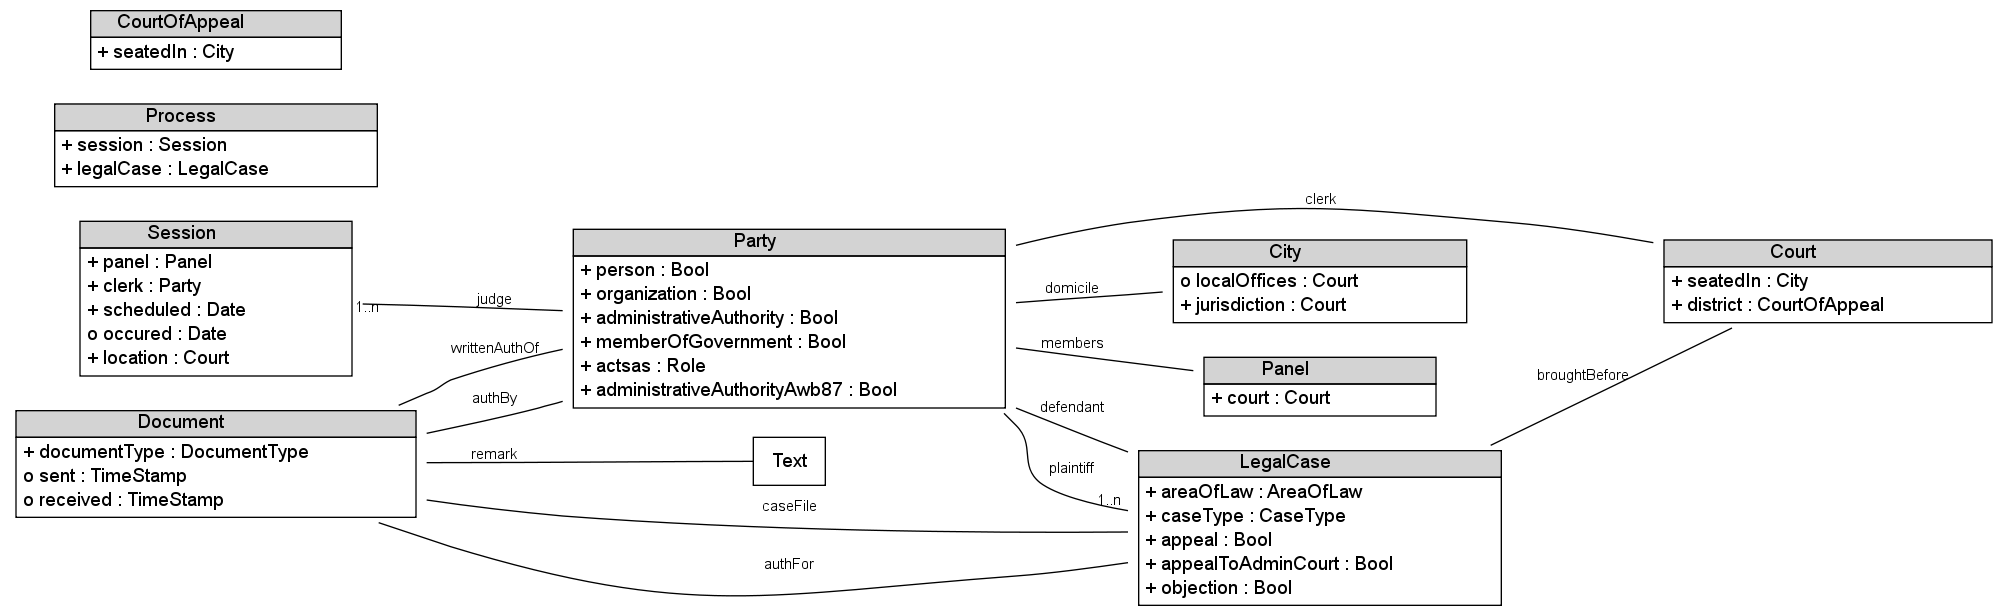 CourtOfAppeal
+ seatedIn : City
Process
+ session : Session
+ legalCase : LegalCase
Session
+ panel : Panel
+ clerk : Party
+ scheduled : Date
o occured : Date
+ location : Court
1..n
judge
writtenAuthOf
authBy
Document
+ documentType : DocumentType
o sent : TimeStamp
o received : TimeStamp
remark
Text
caseFile
authFor
Party
+ person : Bool
+ organization : Bool
+ administrativeAuthority : Bool
+ memberOfGovernment : Bool
+ actsas : Role
+ administrativeAuthorityAwb87 : Bool
clerk
domicile
members
defendant
plaintiff
1..n
City
o localOffices : Court
+ jurisdiction : Court
Panel
+ court : Court
LegalCase
+ areaOfLaw : AreaOfLaw
+ caseType : CaseType
+ appeal : Bool
+ appealToAdminCourt : Bool
+ objection : Bool
broughtBefore
Court
+ seatedIn : City
+ district : CourtOfAppeal